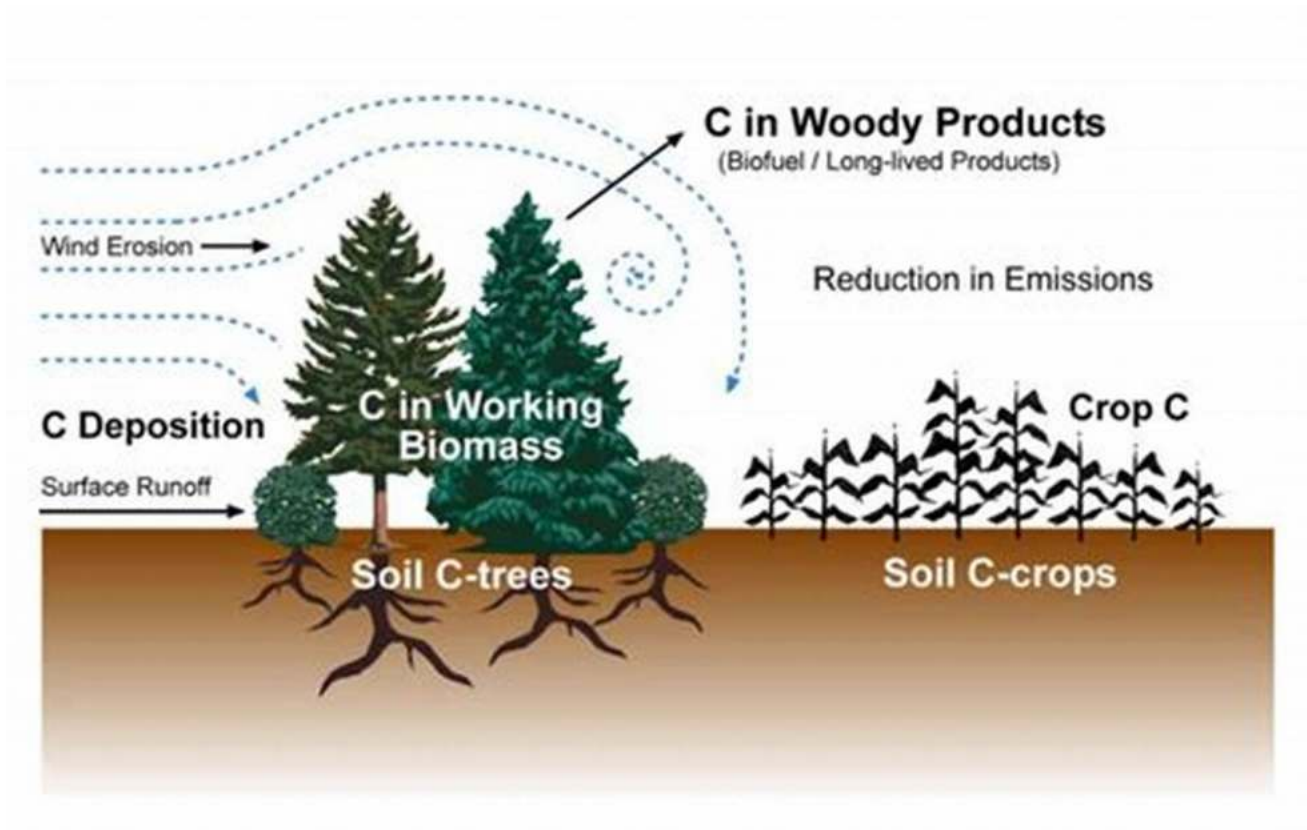 C in Woody Products
(Biofuel / Long-lived Products)
Wind Erosion
Reduction in Emissions
C in Working
Biomass
C Deposition
Crop C
Surface Runoff
Soil C-trees
Soil C-crops